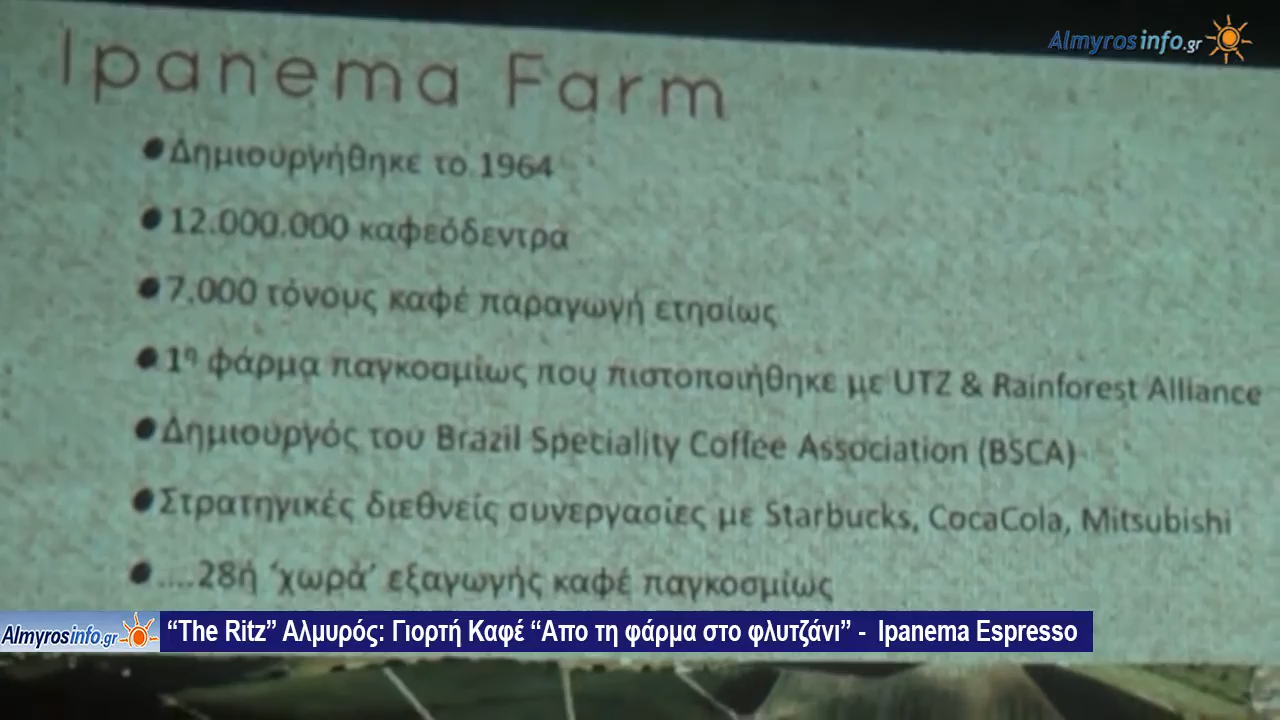 Almyrosinfo.gr
Ipanema Farm
●Δημιουργήθηκε το 1964
●12.000.000 καφεόδεντρα
●7.000 τόνους καφέ παραγωγή ετησίως
●1η φάρμα παγκοσμίως που πιστοποιήθηκε με UTZ & Rainforest Alliance
●Δημιουργός του Brazil Speciality Coffee Association (BSCA)
●Στρατηγικές διεθνείς συνεργασίες με Starbucks, CocaCola, Mitsubishi
●....28ή ‘χωρά’ εξαγωγής καφέ παγκοσμίως
Almyrosinfo.gr “The Ritz” Αλμυρός: Γιορτή Καφέ “Απο τη φάρμα στο φλυτζάνι” - Ipanema Espresso